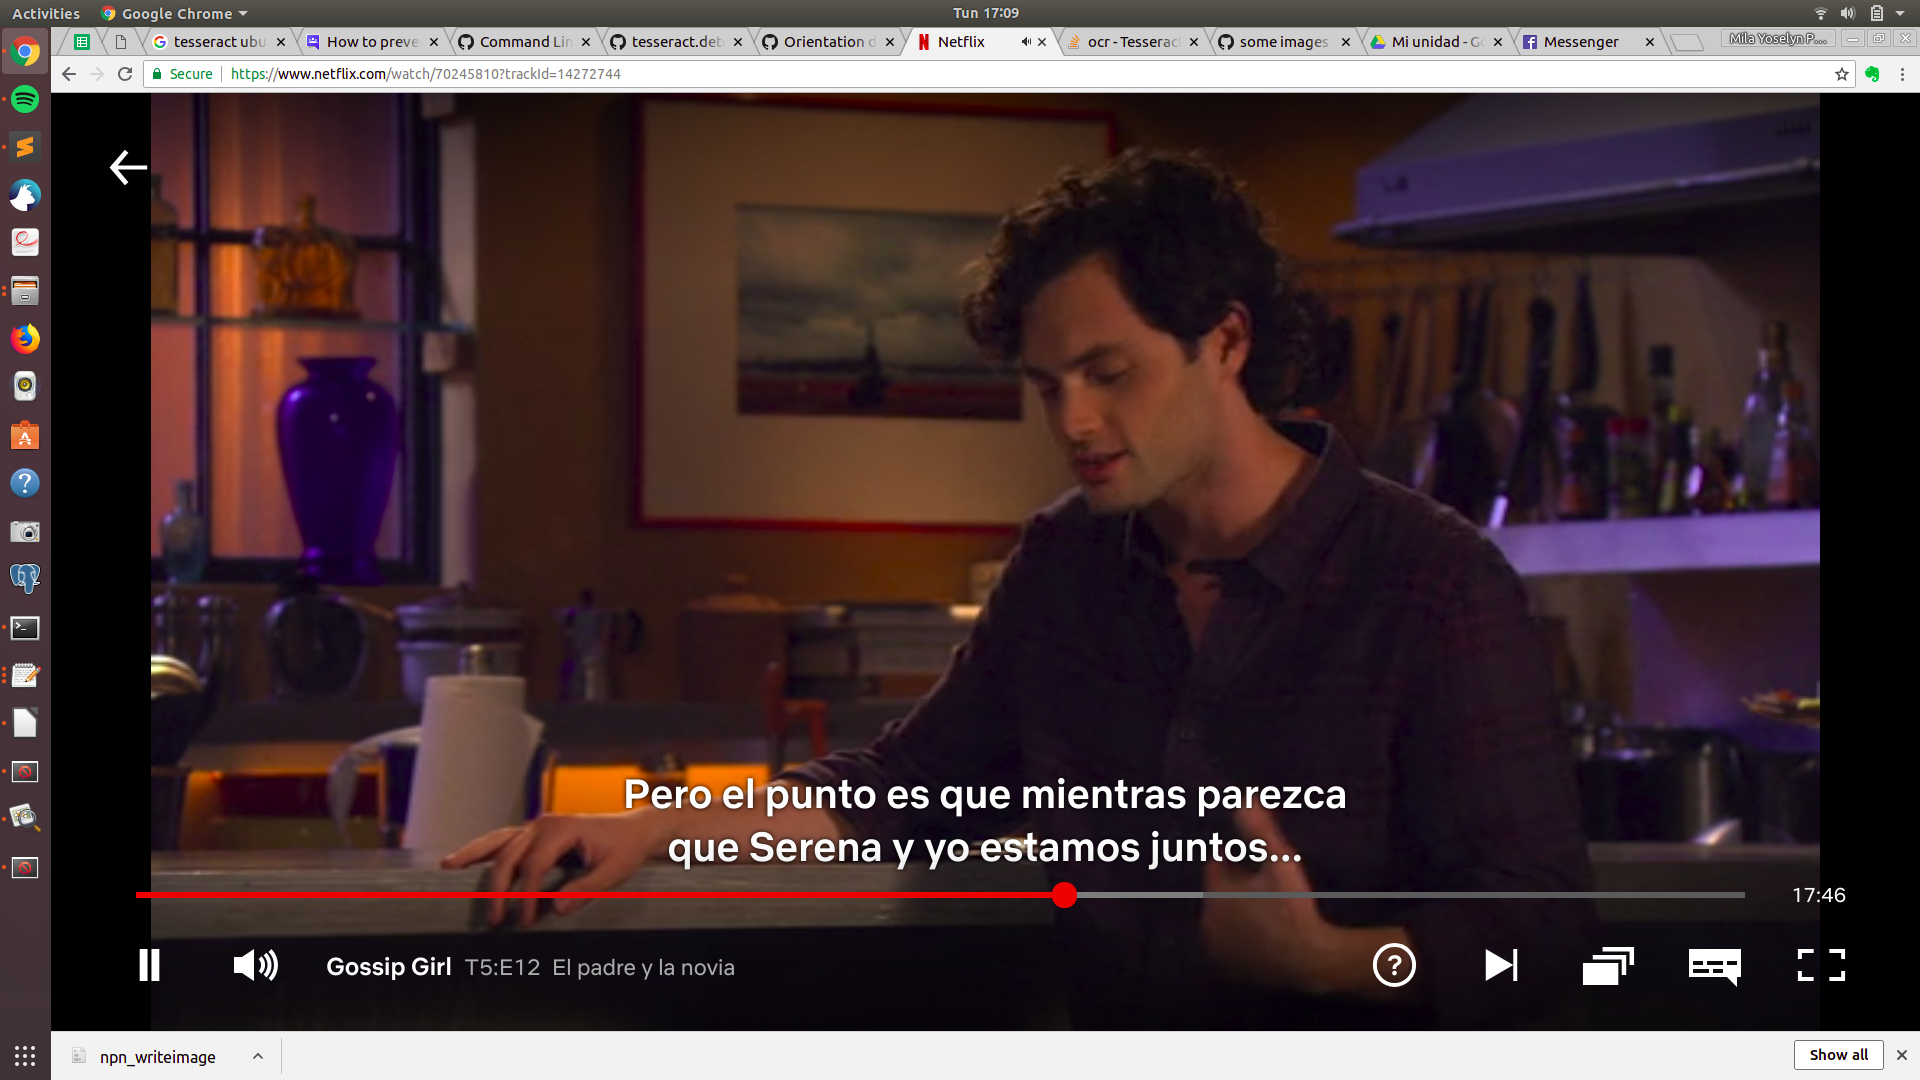 Activities
Google Chrome
Tun 17:09
tesseract ubu
How to preve
Command Lin
tesseract.det
Orientation d
Netflix
ocr - Tesserac
some images
Mi unidad - Go
Messenger
Mila Yoselyn P...
Secure
https://www.netflix.com/watch/70245810?trackId=14272744
Pero el punto es que mientras parezca
que Serena y yo estamos juntos...
17:46
Gossip Girl T5:E12 El padre y la novia
npn_writeimage
Show all